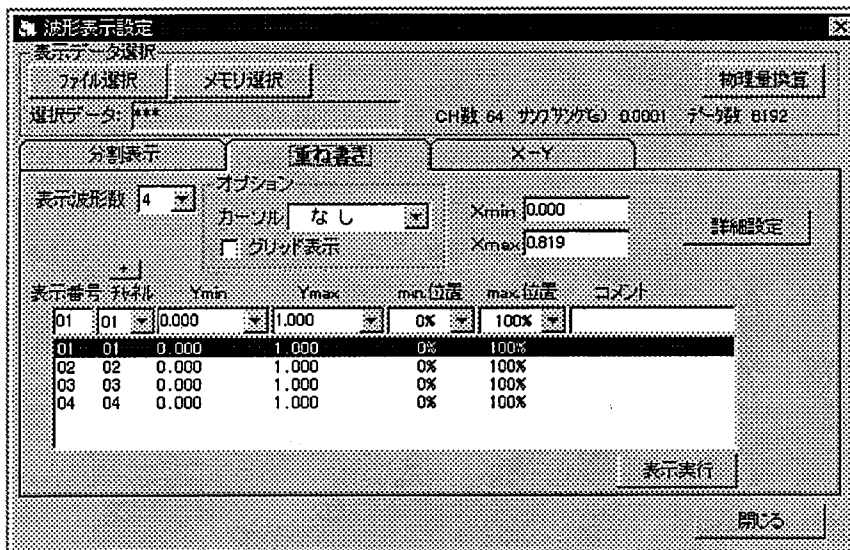 波形表示設定
表示データ選択
ファイル選択 メモリ選択 物理量換算
選択データ: *** CH数 64 サンプリング(s) 0.0001 データ数 8192
分割表示 重ね書き X-Y
表示波形数 4 オプション
カーソル なし Xmin 0.000
グリッド表示 Xmax 0.819 詳細設定
+
表示番号 チャネル Ymin Ymax min.位置 max.位置 コメント
01 01 0.000 1.000 0% 100%
01 01 0.000 1.000 0% 100%
02 02 0.000 1.000 0% 100%
03 03 0.000 1.000 0% 100%
04 04 0.000 1.000 0% 100%
表示実行
閉じる